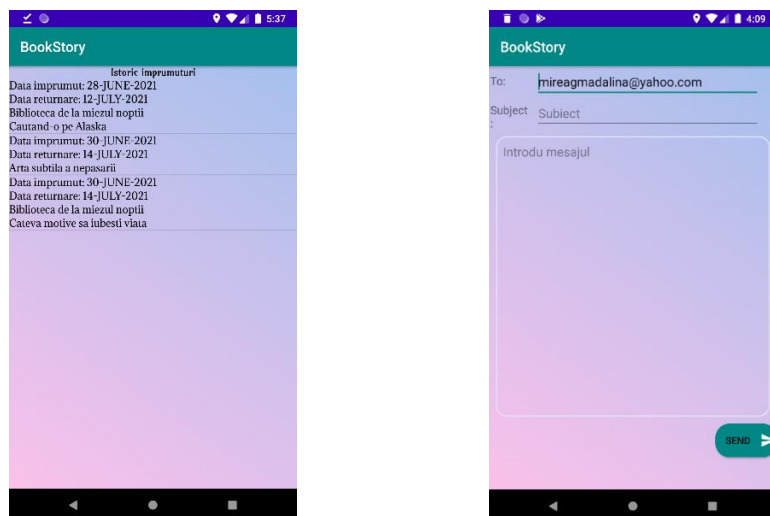 5:37
BookStory
Istoric imprumuturi
Data imprumut: 28-JUNE-2021
Data returnare: 12-JULY-2021
Biblioteca de la miezul noptii
Cautand-o pe Alaska
Data imprumut: 30-JUNE-2021
Data returnare: 14-JULY-2021
Arta subtila a nepasarii
Data imprumut: 30-JUNE-2021
Data returnare: 14-JULY-2021
Biblioteca de la miezul noptii
Cateva motive sa iubesti viata
4:09
BookStory
To: mireagmadalina@yahoo.com
Subject Subiect
:
Introdu mesajul
SEND